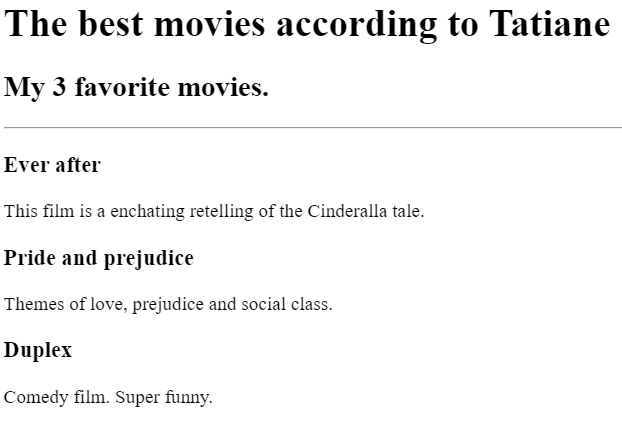 The best movies according to Tatiane
My 3 favorite movies.
Ever after
This film is a enchating retelling of the Cinderalla tale.
Pride and prejudice
Themes of love, prejudice and social class.
Duplex
Comedy film. Super funny.